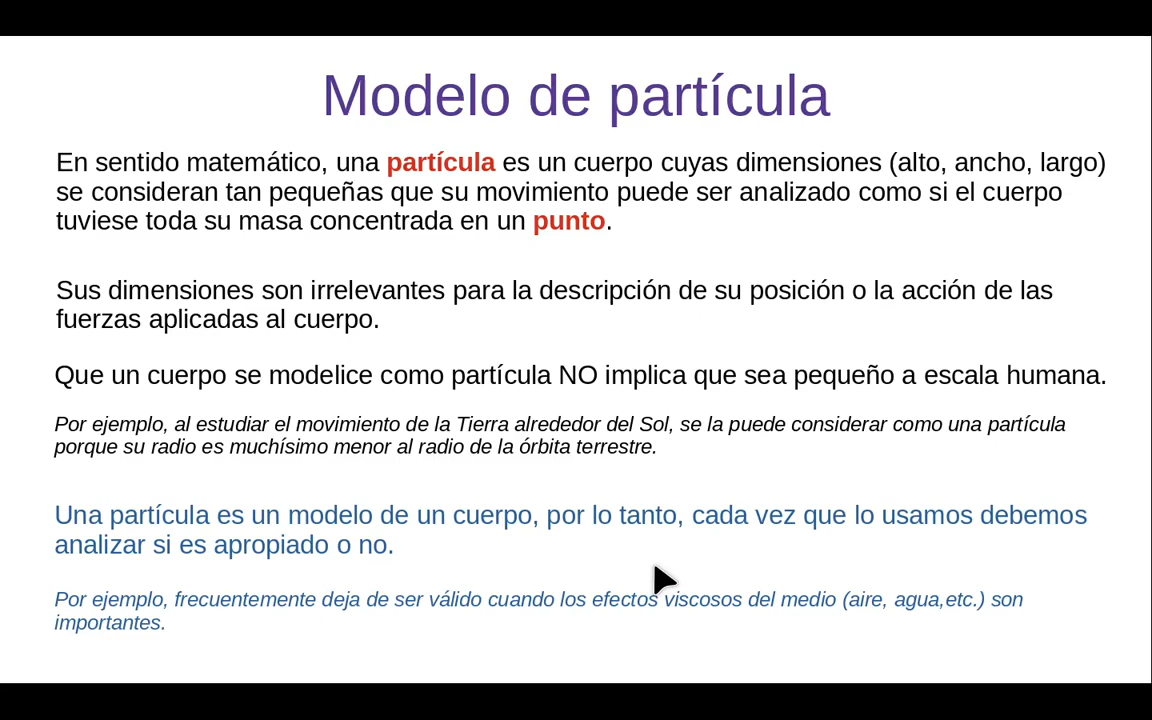 Modelo de partícula
En sentido matemático, una partícula es un cuerpo cuyas dimensiones (alto, ancho, largo)
se consideran tan pequeñas que su movimiento puede ser analizado como si el cuerpo
tuviese toda su masa concentrada en un punto.
Sus dimensiones son irrelevantes para la descripción de su posición o la acción de las
fuerzas aplicadas al cuerpo.
Que un cuerpo se modelice como partícula NO implica que sea pequeño a escala humana.
Por ejemplo, al estudiar el movimiento de la Tierra alrededor del Sol, se la puede considerar como una partícula
porque su radio es muchísimo menor al radio de la órbita terrestre.
Una partícula es un modelo de un cuerpo, por lo tanto, cada vez que lo usamos debemos
analizar si es apropiado o no.
Por ejemplo, frecuentemente deja de ser válido cuando los efectos viscosos del medio (aire, agua,etc.) son
importantes.